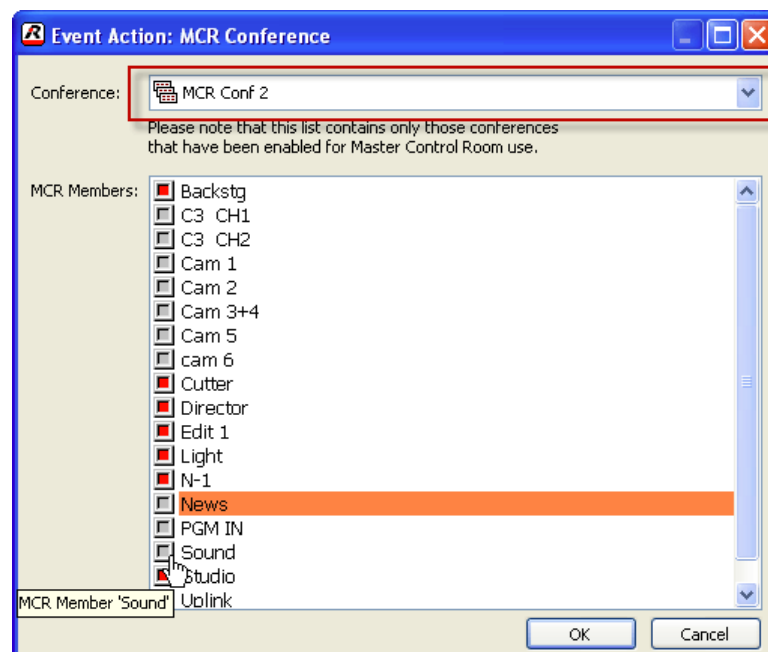 Event Action: MCR Conference
Conference: MCR Conf 2
Please note that this list contains only those conferences
that have been enabled for Master Control Room use.
MCR Members:
Backstg
C3 CH1
C3 CH2
Cam 1
Cam 2
Cam 3+4
Cam 5
cam 6
Cutter
Director
Edit 1
Light
N-1
News
PGM IN
Sound
Studio
MCR Member 'Sound'
Uplink
OK Cancel